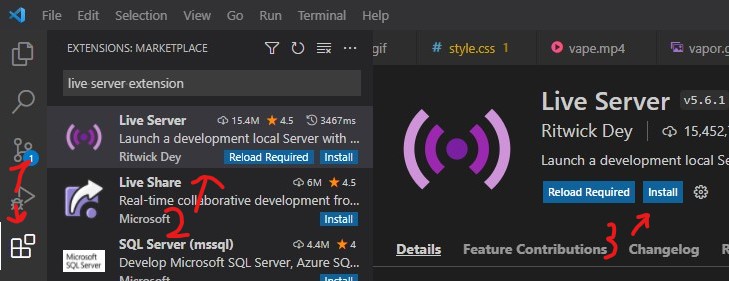 File Edit Selection View Go Run Terminal Help
EXTENSIONS: MARKETPLACE
gif
style.css 1
vape.mp4
vapor.g
live server extension
Live Server 15.4M 4.5 3467ms
Launch a development local Server with ...
Ritwick Dey Reload Required Install
Live Share 6M 4.5
Real-time collaborative development fro...
Microsoft Install
SQL Server (mssql) 4.4M 4
Develop Microsoft SQL Server, Azure SQ...
Microsoft Install
Microsoft
SQL Server
1
1
2
3
Live Server v5.6.1
Ritwick Dey 15,452,
Launch a development local Se
Reload Required Install
Details Feature Contributions Changelog R